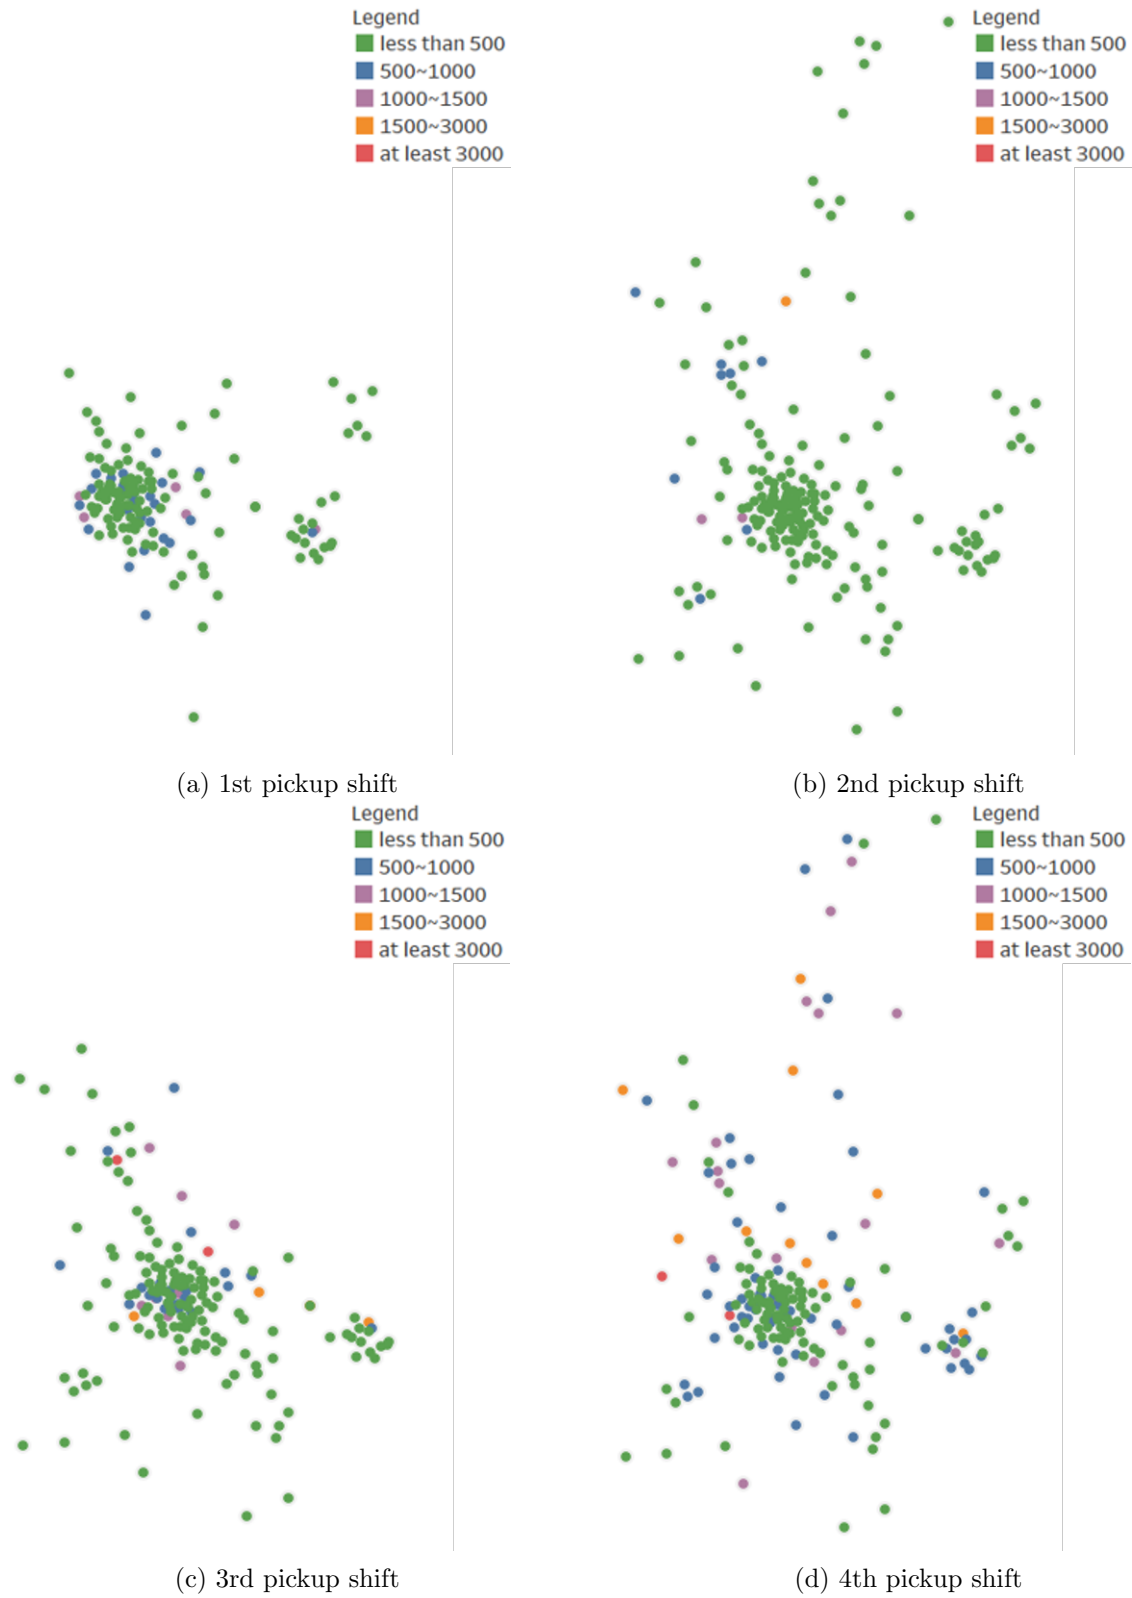 Legend
less than 500
500~1000
1000~1500
1500~3000
at least 3000
(a) 1st pickup shift
Legend
less than 500
500~1000
1000~1500
1500~3000
at least 3000
(b) 2nd pickup shift
Legend
less than 500
500~1000
1000~1500
1500~3000
at least 3000
(c) 3rd pickup shift
Legend
less than 500
500~1000
1000~1500
1500~3000
at least 3000
(d) 4th pickup shift